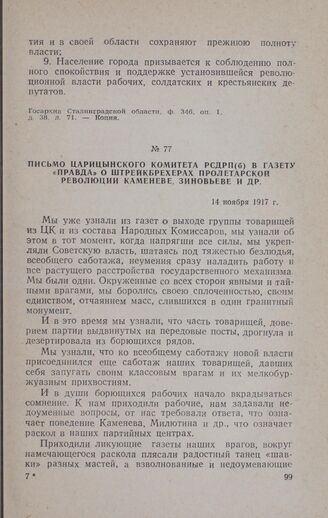 тия и в своей области сохраняют прежнюю полноту
власти;
9. Население города призывается к соблюдению пол-
ного спокойствия и поддержке установившейся револю-
ционной власти рабочих, солдатских и крестьянских де-
путатов.
Госархив Сталинградской области, ф. 346, оп. 1,
д. 38, л. 71. — Копия.
№ 77
ПИСЬМО ЦАРИЦЫНСКОГО КОМИТЕТА РСДРП(б) В ГАЗЕТУ
«ПРАВДА» О ШТРЕЙКБРЕХЕРАХ ПРОЛЕТАРСКОЙ
РЕВОЛЮЦИИ КАМЕНЕВЕ, ЗИНОВЬЕВЕ И ДР.
14 ноября 1917 г.
Мы уже узнали из газет о выходе группы товарищей
из ЦК и из состава Народных Комиссаров, мы узнали об
этом в тот момент, когда напрягши все силы, мы укреп-
ляли Советскую власть, шатаясь под тяжестью безлюдья,
всеобщего саботажа, неумения сразу наладить работу и
все растущего расстройства государственного механизма.
Мы были одни. Окруженные со всех сторон явными и тай-
ными врагами, мы боролись своею сплоченностью, своим
единством, отчаянием масс, слившихся в один гранитный
монумент.
И в это время мы узнали, что часть товарищей, дове-
рием партии выдвинутых на передовые посты, дрогнула и
дезертировала из борющихся рядов.
Мы узнали, что ко всеобщему саботажу новой власти
присоединился еще саботаж наших товарищей, давших
себя запугать своим классовым врагам и их мелкобур-
жуазным прихвостням.
И в души борющихся рабочих начало вкрадываться
сомнение. К нам приходили рабочие, нам задавали не-
доуменные вопросы, от нас требовали ответа, что озна-
чает поведение Каменева, Милютина и др., что означает
раскол в наших партийных центрах.
Приходили ликующие газеты наших врагов, вокруг
намечающегося раскола плясали радостный танец «шав-
ки» разных мастей, а взволнованные и недоумевающие
7* 99